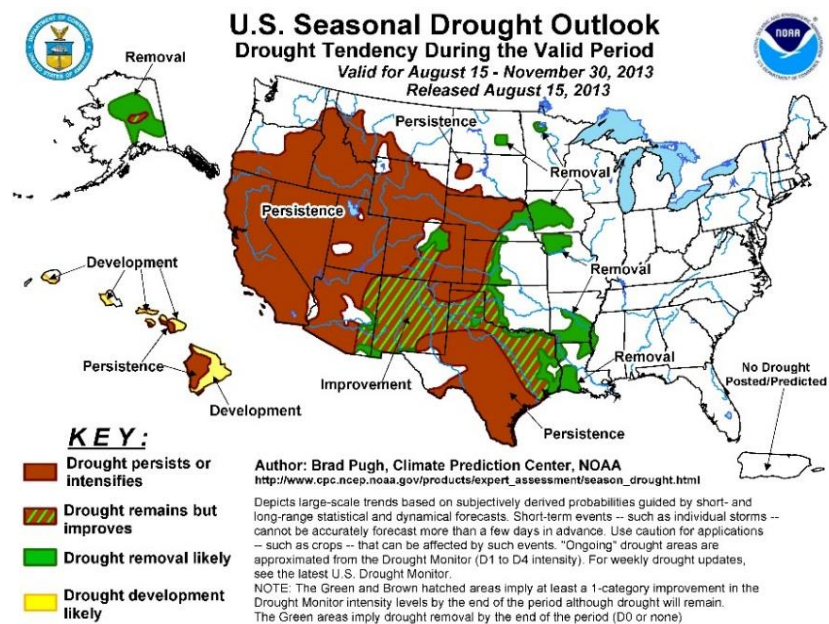 U.S. Seasonal Drought Outlook
Drought Tendency During the Valid Period
Valid for August 15 - November 30, 2013
Released August 15, 2013
NOAA
Removal
Persistence
Removal
Persistence
Development
Removal
Persistence
Improvement
Removal
Development
No Drought
Posted/Predicted
Persistence
KEY:
Drought persists or
intensifies
Drought remains but
improves
Drought removal likely
Drought development
likely
Author: Brad Pugh, Climate Prediction Center, NOAA
http://www.cpc.ncep.noaa.gov/products/expert_assessment/season_drought.html
Depicts large-scale trends based on subjectively derived probabilities guided by short- and
long-range statistical and dynamical forecasts. Short-term events -- such as individual storms --
cannot be accurately forecast more than a few days in advance. Use caution for applications
-- such as crops -- that can be affected by such events. "Ongoing" drought areas are
approximated from the Drought Monitor (D1 to D4 intensity). For weekly drought updates,
see the latest U.S. Drought Monitor.
NOTE: The Green and Brown hatched areas imply at least a 1-category improvement in the
Drought Monitor intensity levels by the end of the period although drought will remain.
The Green areas imply drought removal by the end of the period (D0 or none)